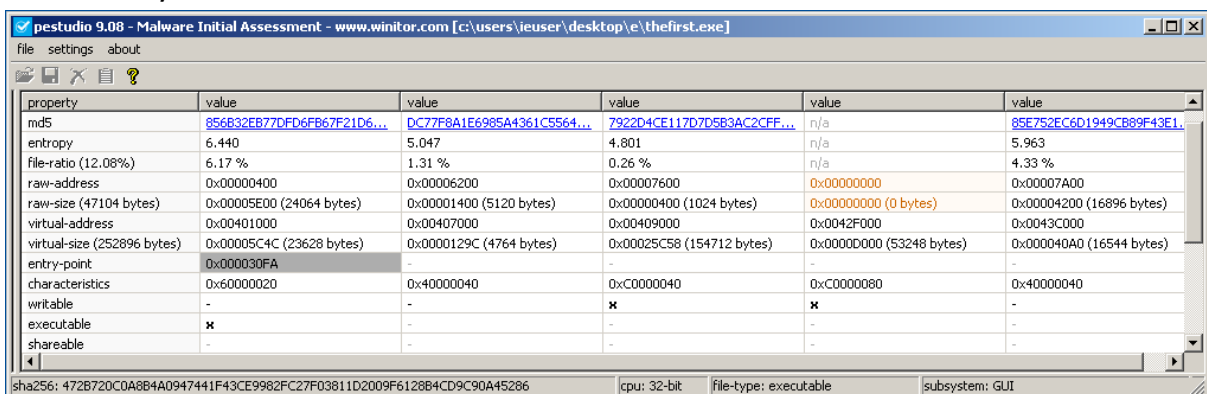 pestudio 9.08 - Malware Initial Assessment - www.winitor.com [c:\users\ieuser\desktop\e\thefirst.exe]
file settings about
property value value value value value
md5 856B32EB77DFD6FB67F21D6... DC77F8A1E6985A4361C5564... 7922D4CE117D7D5B3AC2CFF... n/a 85E752EC6D1949CB89F43E1.
entropy 6.440 5.047 4.801 n/a 5.963
file-ratio (12.08%) 6.17 % 1.31 % 0.26 % n/a 4.33 %
raw-address 0x00000400 0x00006200 0x00007600 0x00000000 0x00007A00
raw-size (47104 bytes) 0x00005E00 (24064 bytes) 0x00001400 (5120 bytes) 0x00000400 (1024 bytes) 0x00000000 (0 bytes) 0x00004200 (16896 bytes)
virtual-address 0x00401000 0x00407000 0x00409000 0x0042F000 0x0043C000
virtual-size (252896 bytes) 0x00005C4C (23628 bytes) 0x0000129C (4764 bytes) 0x00025C58 (154712 bytes) 0x0000D000 (53248 bytes) 0x000040A0 (16544 bytes)
entry-point 0x000030FA - - - -
characteristics 0x60000020 0x40000040 0xC0000040 0xC0000080 0x40000040
writable - - x x -
executable x - - - -
shareable - - - - -
sha256: 472B720C0A8B4A0947441F43CE9982FC27F03811D2009F6128B4CD9C90A45286 cpu: 32-bit file-type: executable subsystem: GUI